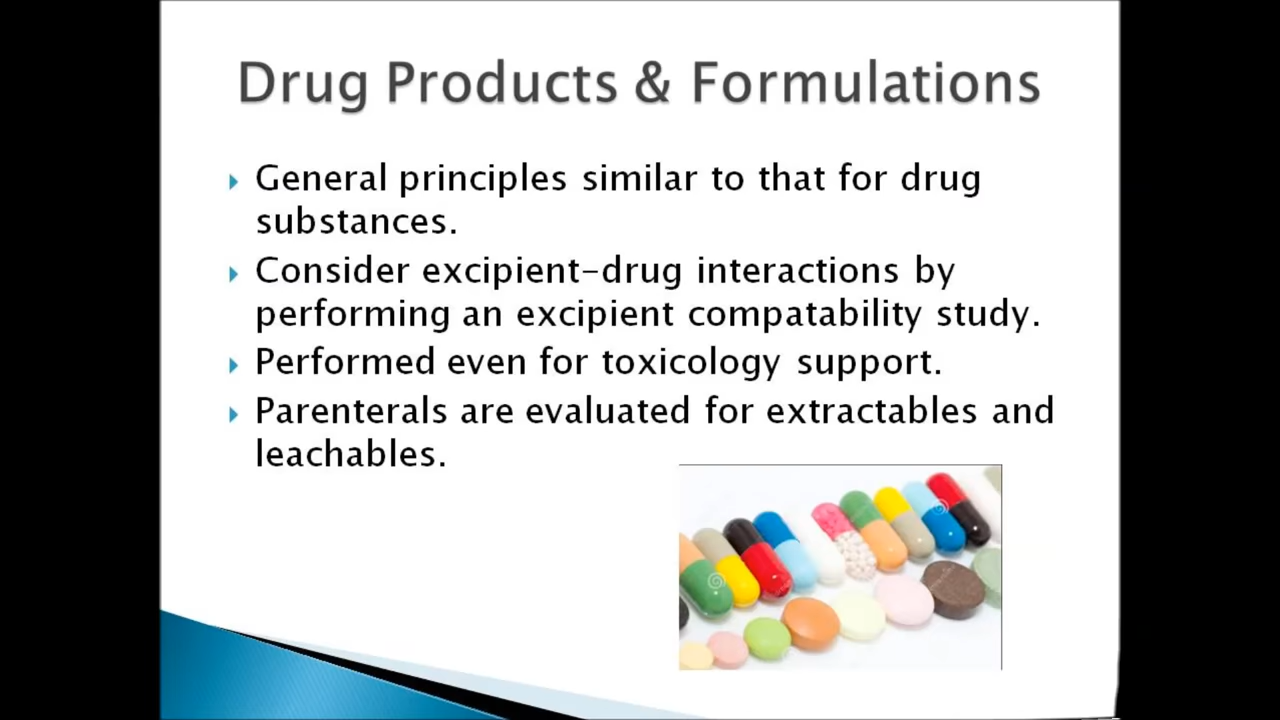 Drug Products & Formulations
General principles similar to that for drug
substances.
Consider excipient-drug interactions by
performing an excipient compatability study.
Performed even for toxicology support.
Parenterals are evaluated for extractables and
leachables.